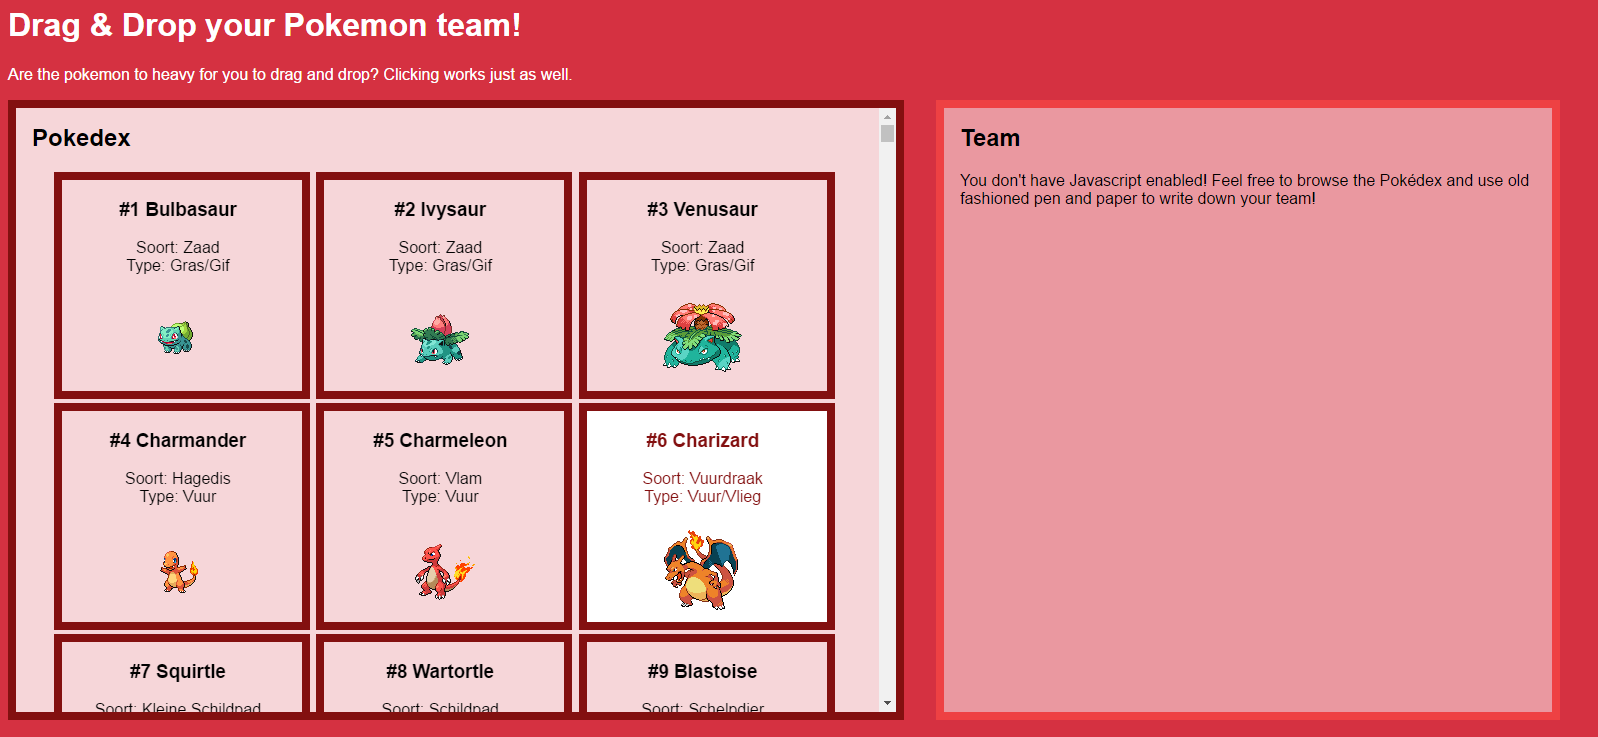 Drag & Drop your Pokemon team!
Are the pokemon to heavy for you to drag and drop? Clicking works just as well.
Pokedex
#1 Bulbasaur
Soort: Zaad
Type: Gras/Gif
#2 Ivysaur
Soort: Zaad
Type: Gras/Gif
#3 Venusaur
Soort: Zaad
Type: Gras/Gif
#4 Charmander
Soort: Hagedis
Type: Vuur
#5 Charmeleon
Soort: Vlam
Type: Vuur
#6 Charizard
Soort: Vuurdraak
Type: Vuur/Vlieg
#7 Squirtle
Soort: Kleine Schildpad
#8 Wartortle
Soort: Schildpad
#9 Blastoise
Soort: Schelpdier
Team
You don't have Javascript enabled! Feel free to browse the Pokédex and use old
fashioned pen and paper to write down your team!